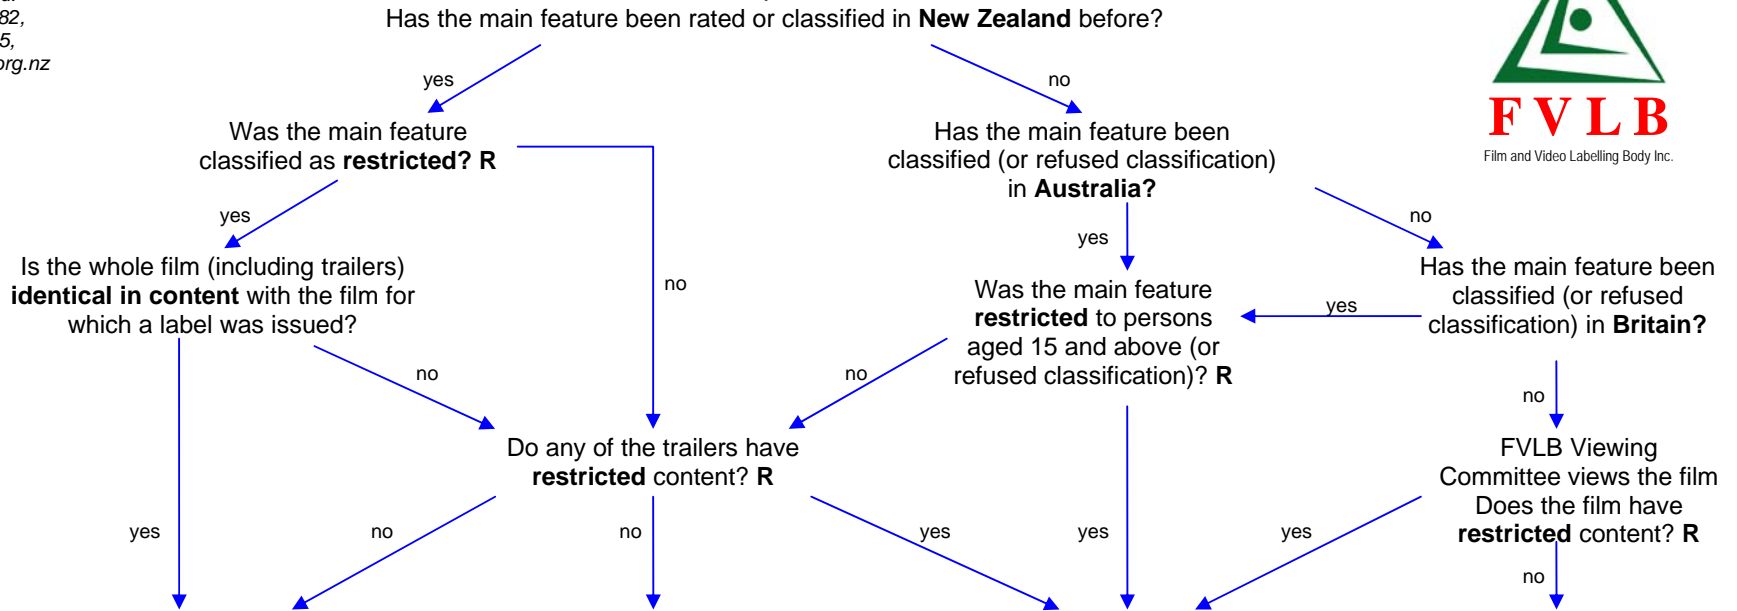 82,
5,
org.nz
Has the main feature been rated or classified in New Zealand before?
yes
no
F V L B
Film and Video Labelling Body Inc.
Was the main feature
classified as restricted? R
Has the main feature been
classified (or refused classification)
in Australia?
yes
no
yes
no
Is the whole film (including trailers)
identical in content with the film for
which a label was issued?
Was the main feature
restricted to persons
aged 15 and above (or
refused classification)? R
yes
Has the main feature been
classified (or refused
classification) in Britain?
no
no
no
Do any of the trailers have
restricted content? R
FVLB Viewing
Committee views the film
Does the film have
restricted content? R
yes
no
no
yes
yes
yes
no